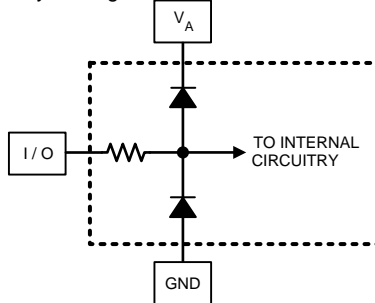 V_A
I / O
TO INTERNAL
CIRCUITRY
GND